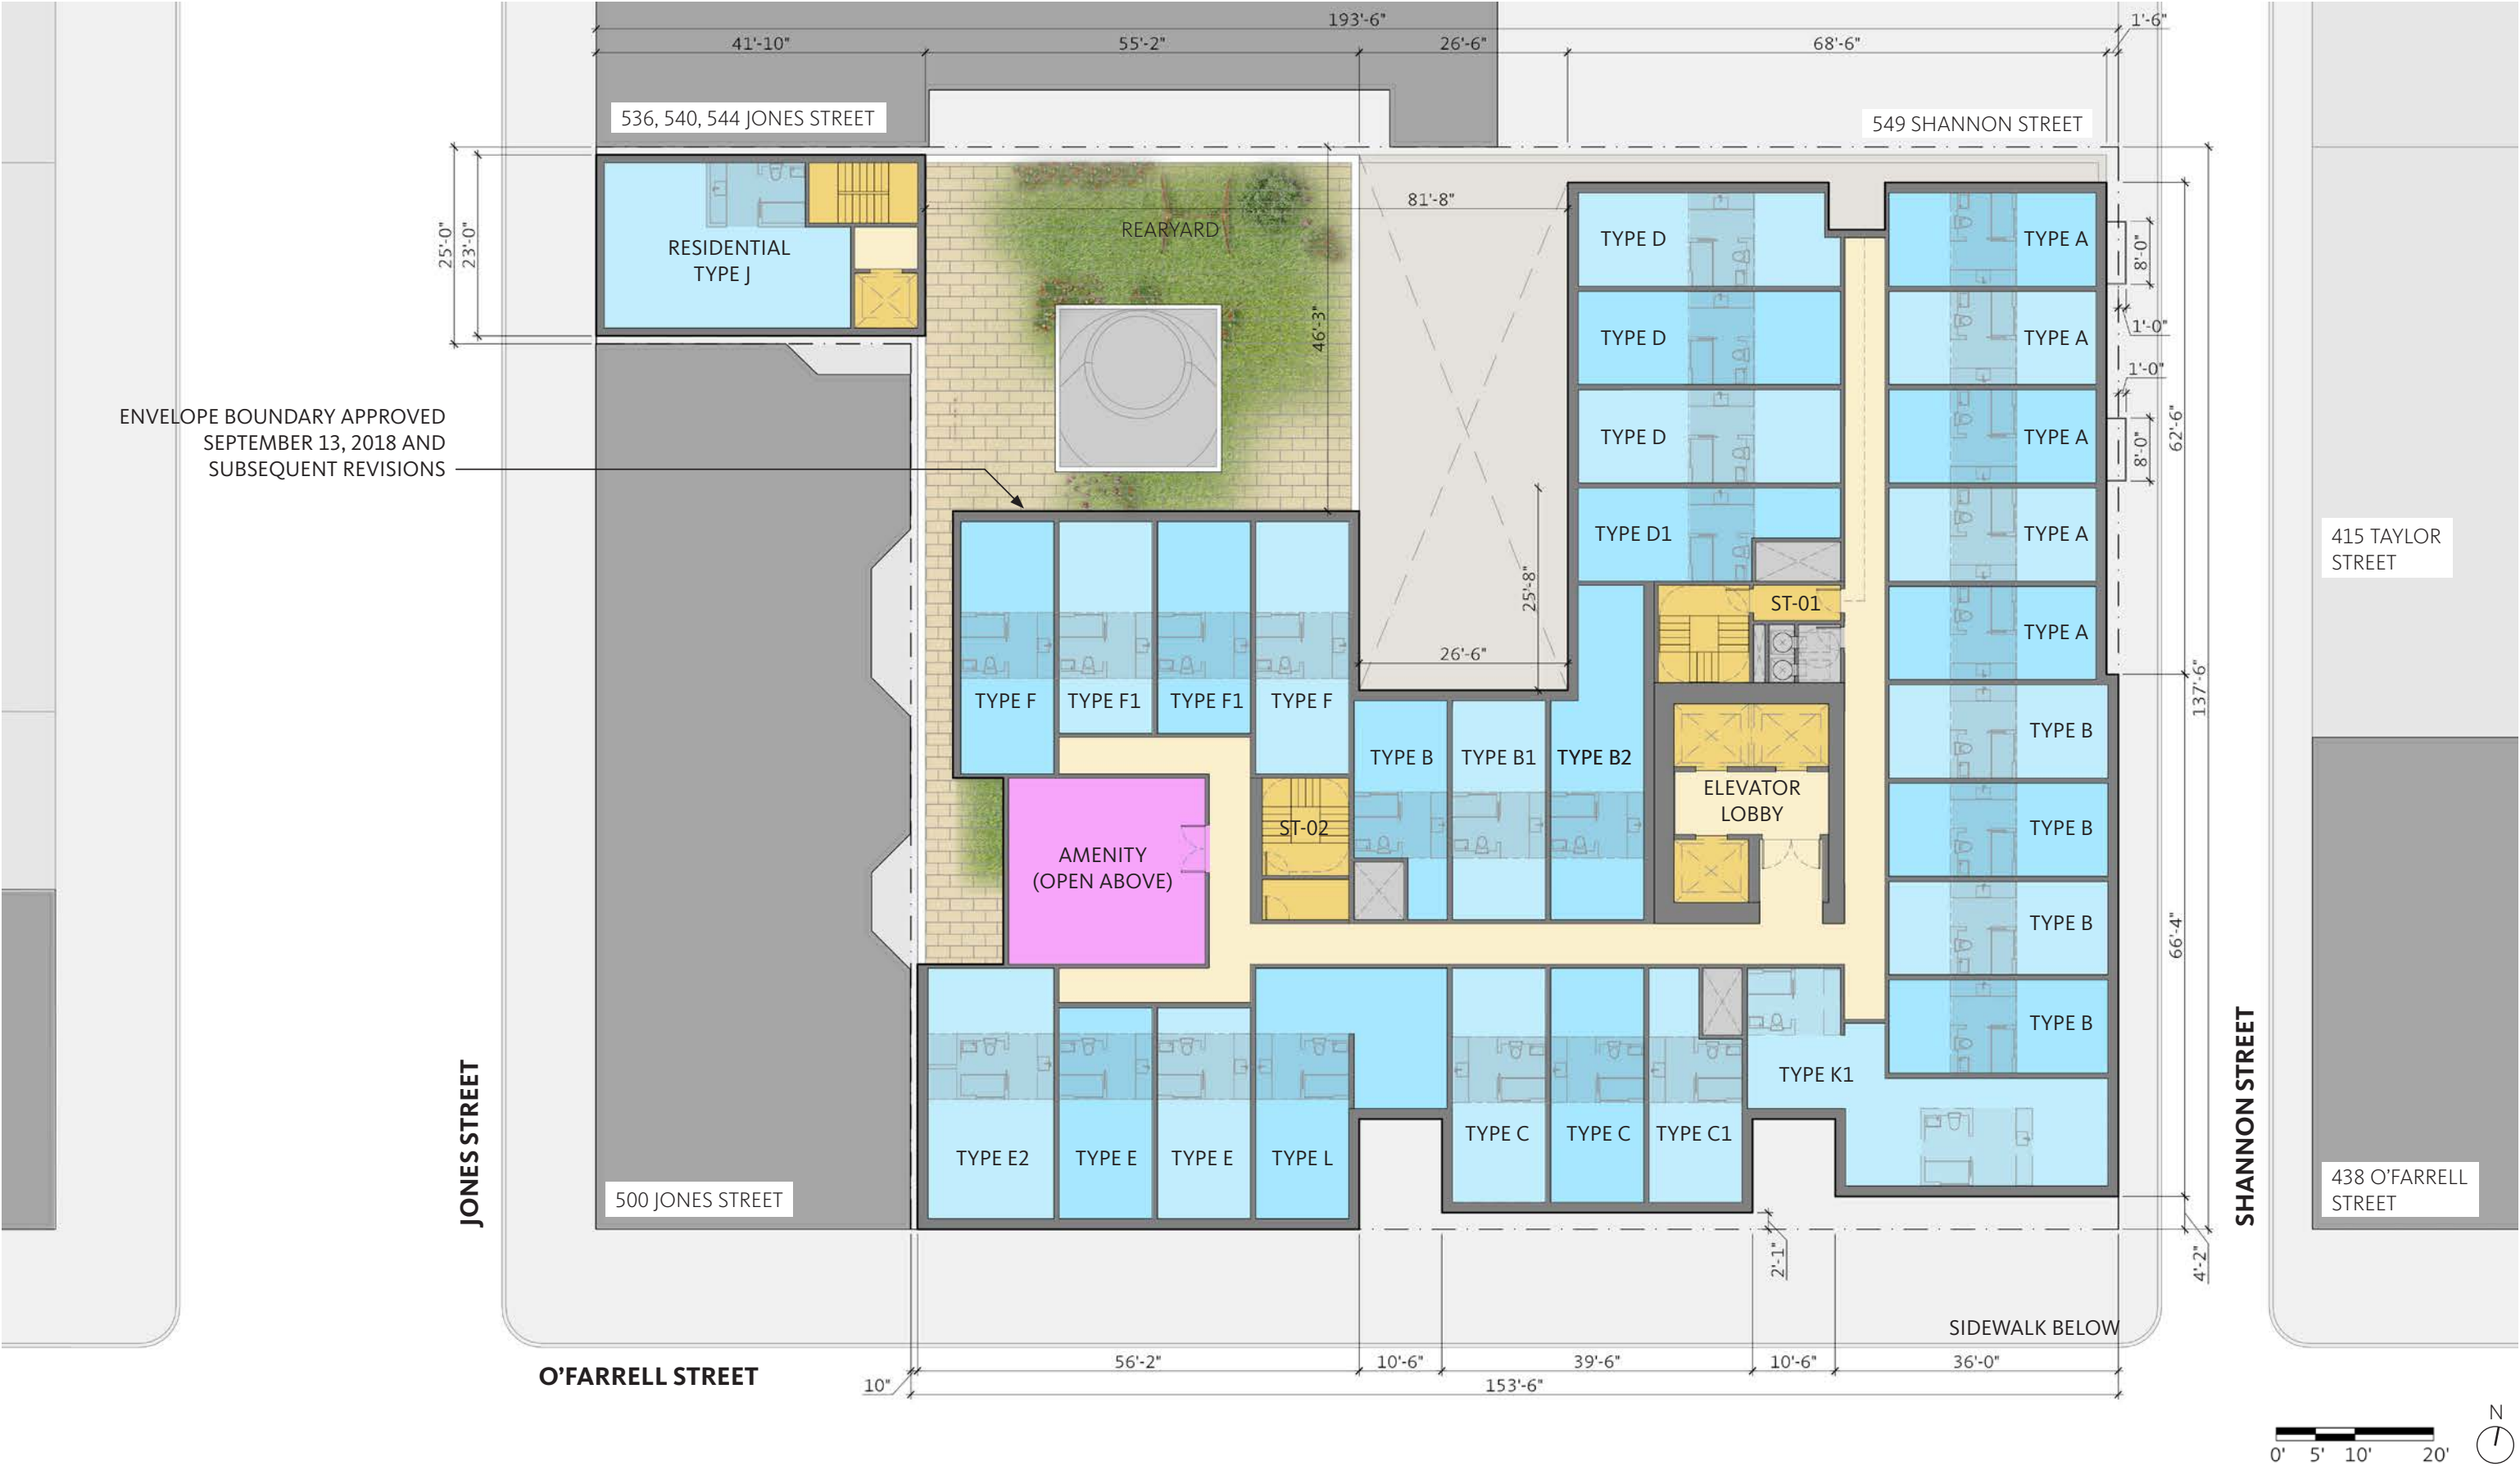 193'-6"
1'-6"
41'-10"
55'-2"
26'-6"
68'-6"
536, 540, 544 JONES STREET
549 SHANNON STREET
81'-8"
REARYARD
25'-0"
23'-0"
RESIDENTIAL
TYPE J
46'-3"
TYPE D
TYPE A
8'-0"
TYPE D
TYPE A
1'-0"
1'-0"
ENVELOPE BOUNDARY APPROVED
SEPTEMBER 13, 2018 AND
SUBSEQUENT REVISIONS
TYPE D
TYPE A
8'-0"
62'-6"
TYPE D1
TYPE A
415 TAYLOR
STREET
25'-8"
ST-01
TYPE A
26'-6"
137'-6"
TYPE F
TYPE F1
TYPE F1
TYPE F
TYPE B
TYPE B
TYPE B1
TYPE B2
ELEVATOR
LOBBY
ST-02
TYPE B
AMENITY
(OPEN ABOVE)
TYPE B
66'-4"
TYPE B
TYPE K1
TYPE E2
TYPE E
TYPE E
TYPE L
TYPE C
TYPE C
TYPE C1
JONES STREET
500 JONES STREET
SHANNON STREET
438 O'FARRELL
STREET
2'-1"
4'-2"
SIDEWALK BELOW
O'FARRELL STREET
10"
56'-2"
10'-6"
39'-6"
10'-6"
36'-0"
153'-6"
N
0' 5' 10' 20'